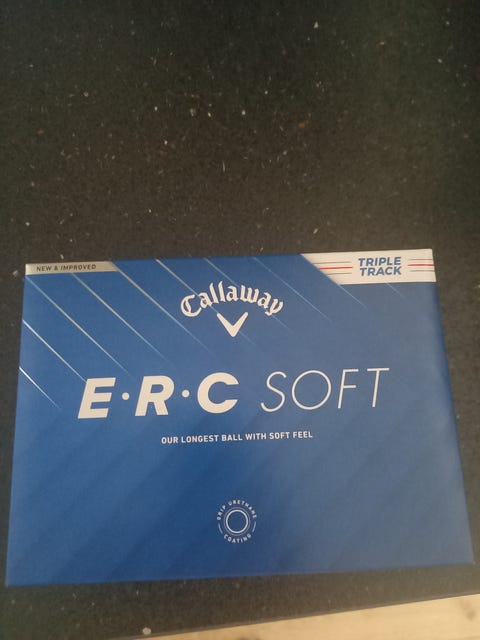 NEW & IMPROVED
TRIPLE
TRACK
Callaway
E·R·C SOFT
OUR LONGEST BALL WITH SOFT FEEL
GRIP URETHANE
COATING